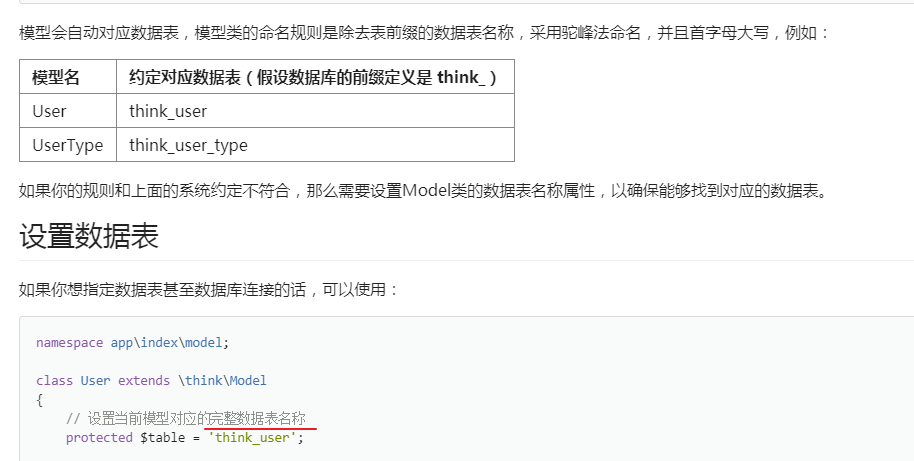 模型会自动对应数据表，模型类的命名规则是除去表前缀的数据表名称，采用驼峰法命名，并且首字母大写，例如：
模型名 约定对应数据表（假设数据库的前缀定义是 think_）
User think_user
UserType think_user_type
如果你的规则和上面的系统约定不符合，那么需要设置Model类的数据表名称属性，以确保能够找到对应的数据表。
设置数据表
如果你想指定数据表甚至数据库连接的话，可以使用：
namespace app\index\model;
class User extends \think\Model
{
// 设置当前模型对应的完整数据表名称
protected $table = 'think_user';